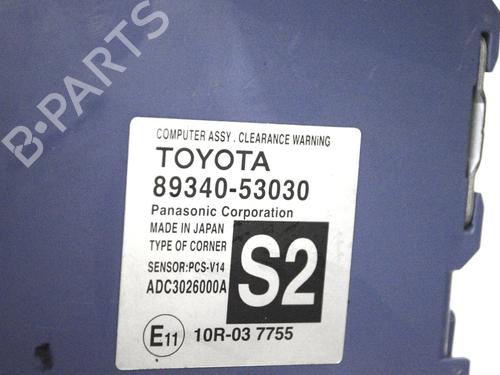 B-PARTS
COMPUTER ASSY . CLEARANCE WARNiNG
TOYOTA
89340-53030
Panasonic Corporation
MADE IN JAPAN
TYPE OF CORNER
SENSOR:PCS-V14
ADC3026000A
S2
E11 10R-03 7755